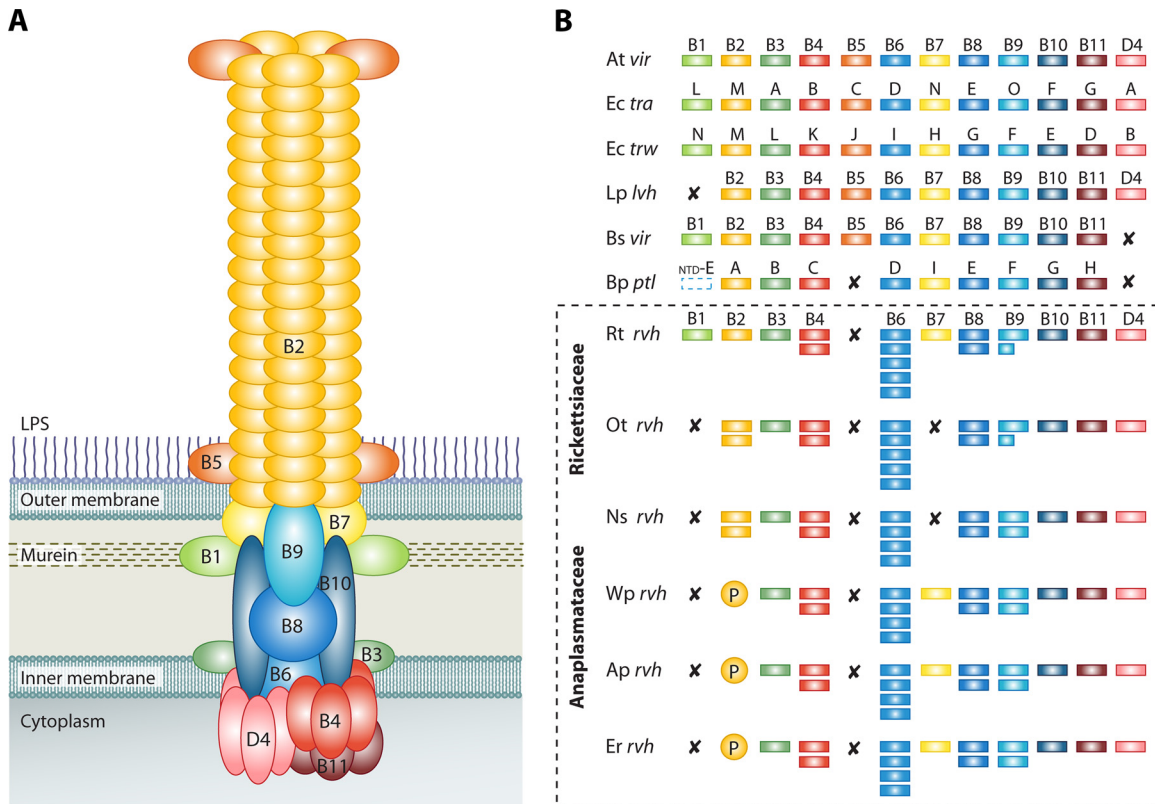 A
B2
LPS
B5
Outer membrane
B7
Murein
B1
B9
B10
B8
B3
Inner membrane
B6
Cytoplasm
D4
B4
B11
B
B1 B2 B3 B4 B5 B6 B7 B8 B9 B10 B11 D4
At vir
L M A B C D N E O F G A
Ec tra
N M L K J I H G F E D B
Ec trw
B2 B3 B4 B5 B6 B7 B8 B9 B10 B11 D4
Lp lvh ✘
B1 B2 B3 B4 B5 B6 B7 B8 B9 B10 B11
Bs vir ✘
NTD-E A B C D I E F G H
Bp ptl ✘ ✘
B1 B2 B3 B4 B6 B7 B8 B9 B10 B11 D4
Rt rvh ✘
Rickettsiaceae
Ot rvh ✘ ✘ ✘
Anaplasmataceae
Ns rvh ✘ ✘ ✘
Wp rvh ✘ P ✘
Ap rvh ✘ P ✘
Er rvh ✘ P ✘